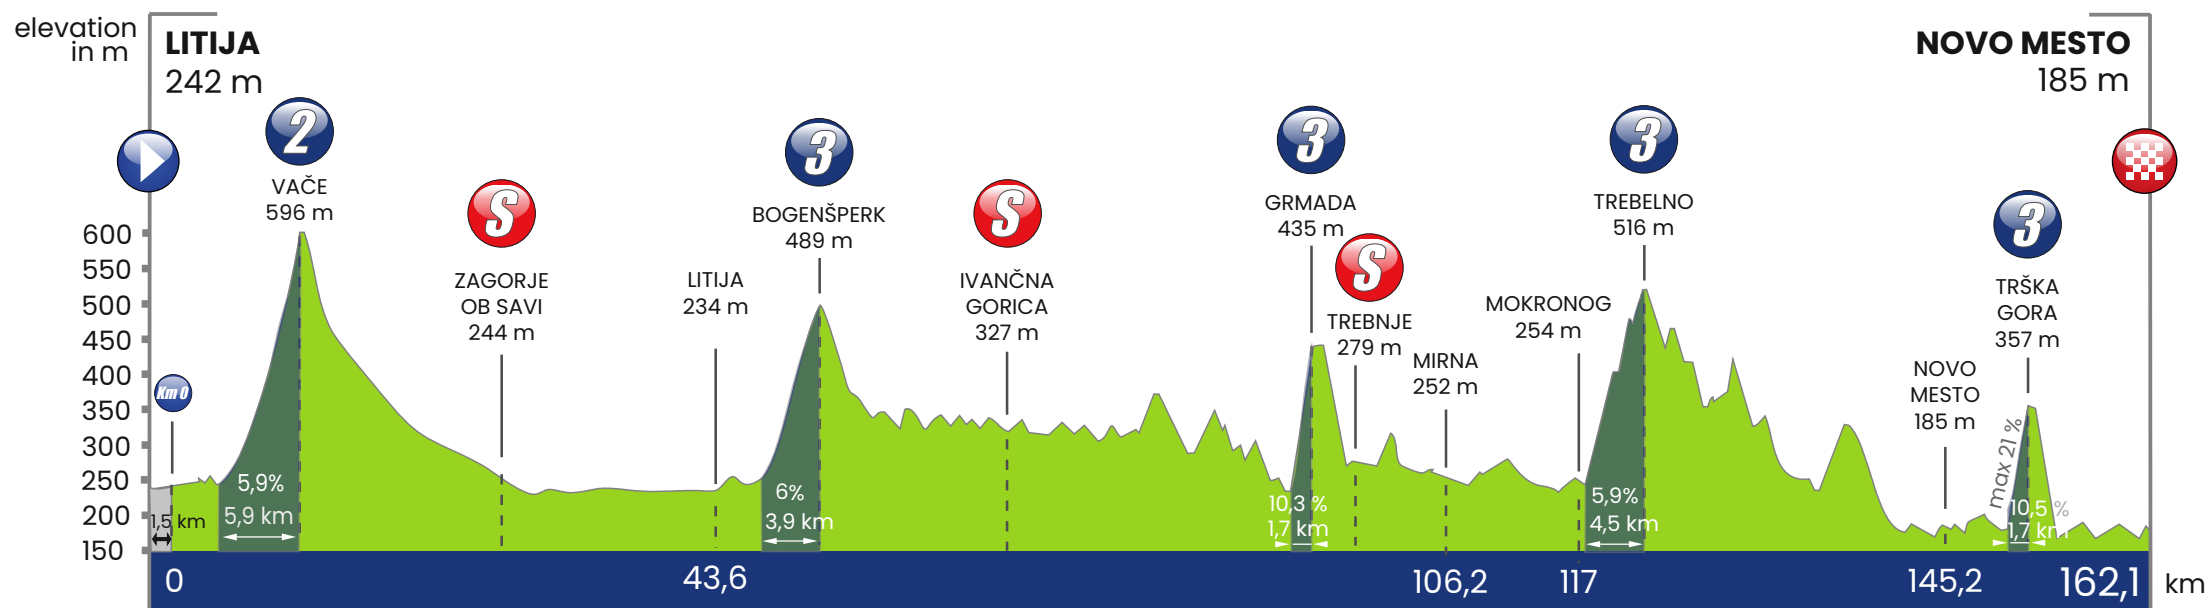 elevation
in m
LITIJA
242 m
NOVO MESTO
185 m
2
VAČE
596 m
S
ZAGORJE
OB SAVI
244 m
LITIJA
234 m
3
BOGENŠPERK
489 m
S
IVANČNA
GORICA
327 m
3
GRMADA
435 m
S
TREBNJE
279 m
MIRNA
252 m
MOKRONOG
254 m
3
TREBELNO
516 m
NOVO
MESTO
185 m
3
TRŠKA
GORA
357 m
600
550
500
450
400
350
300
250
200
150
Km 0
1,5 km
5,9%
5,9 km
6%
3,9 km
10,3 %
1,7 km
5,9%
4,5 km
max 21 %
10,5 %
1,7 km
0
43,6
106,2
117
145,2
162,1
km